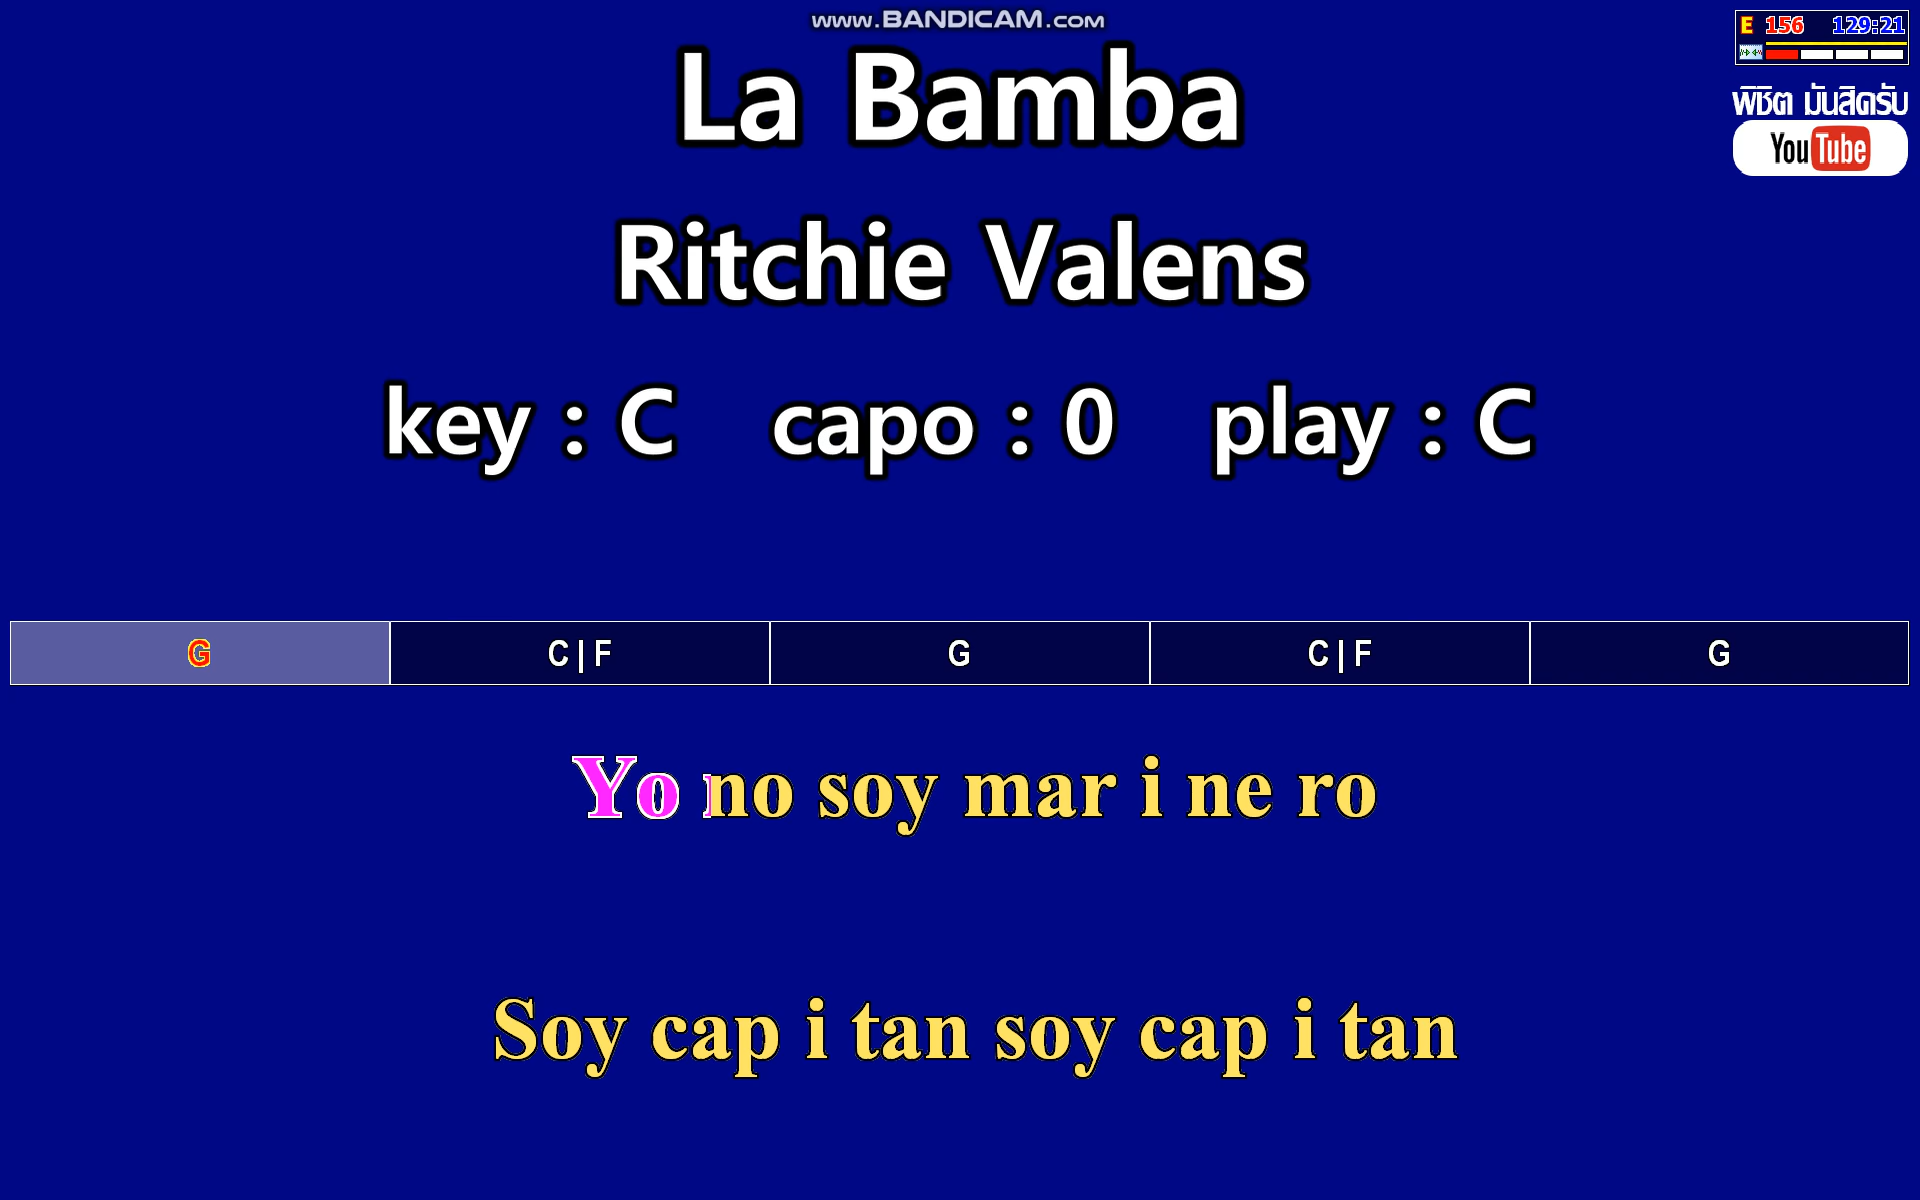 www.BANDICAM.com
E 156 129:21
พิชิต มันสิครับ
YouTube
La Bamba
Ritchie Valens
key : C capo : 0 play : C
G C|F G C|F G
Yo no soy mar i ne ro
Soy cap i tan soy cap i tan